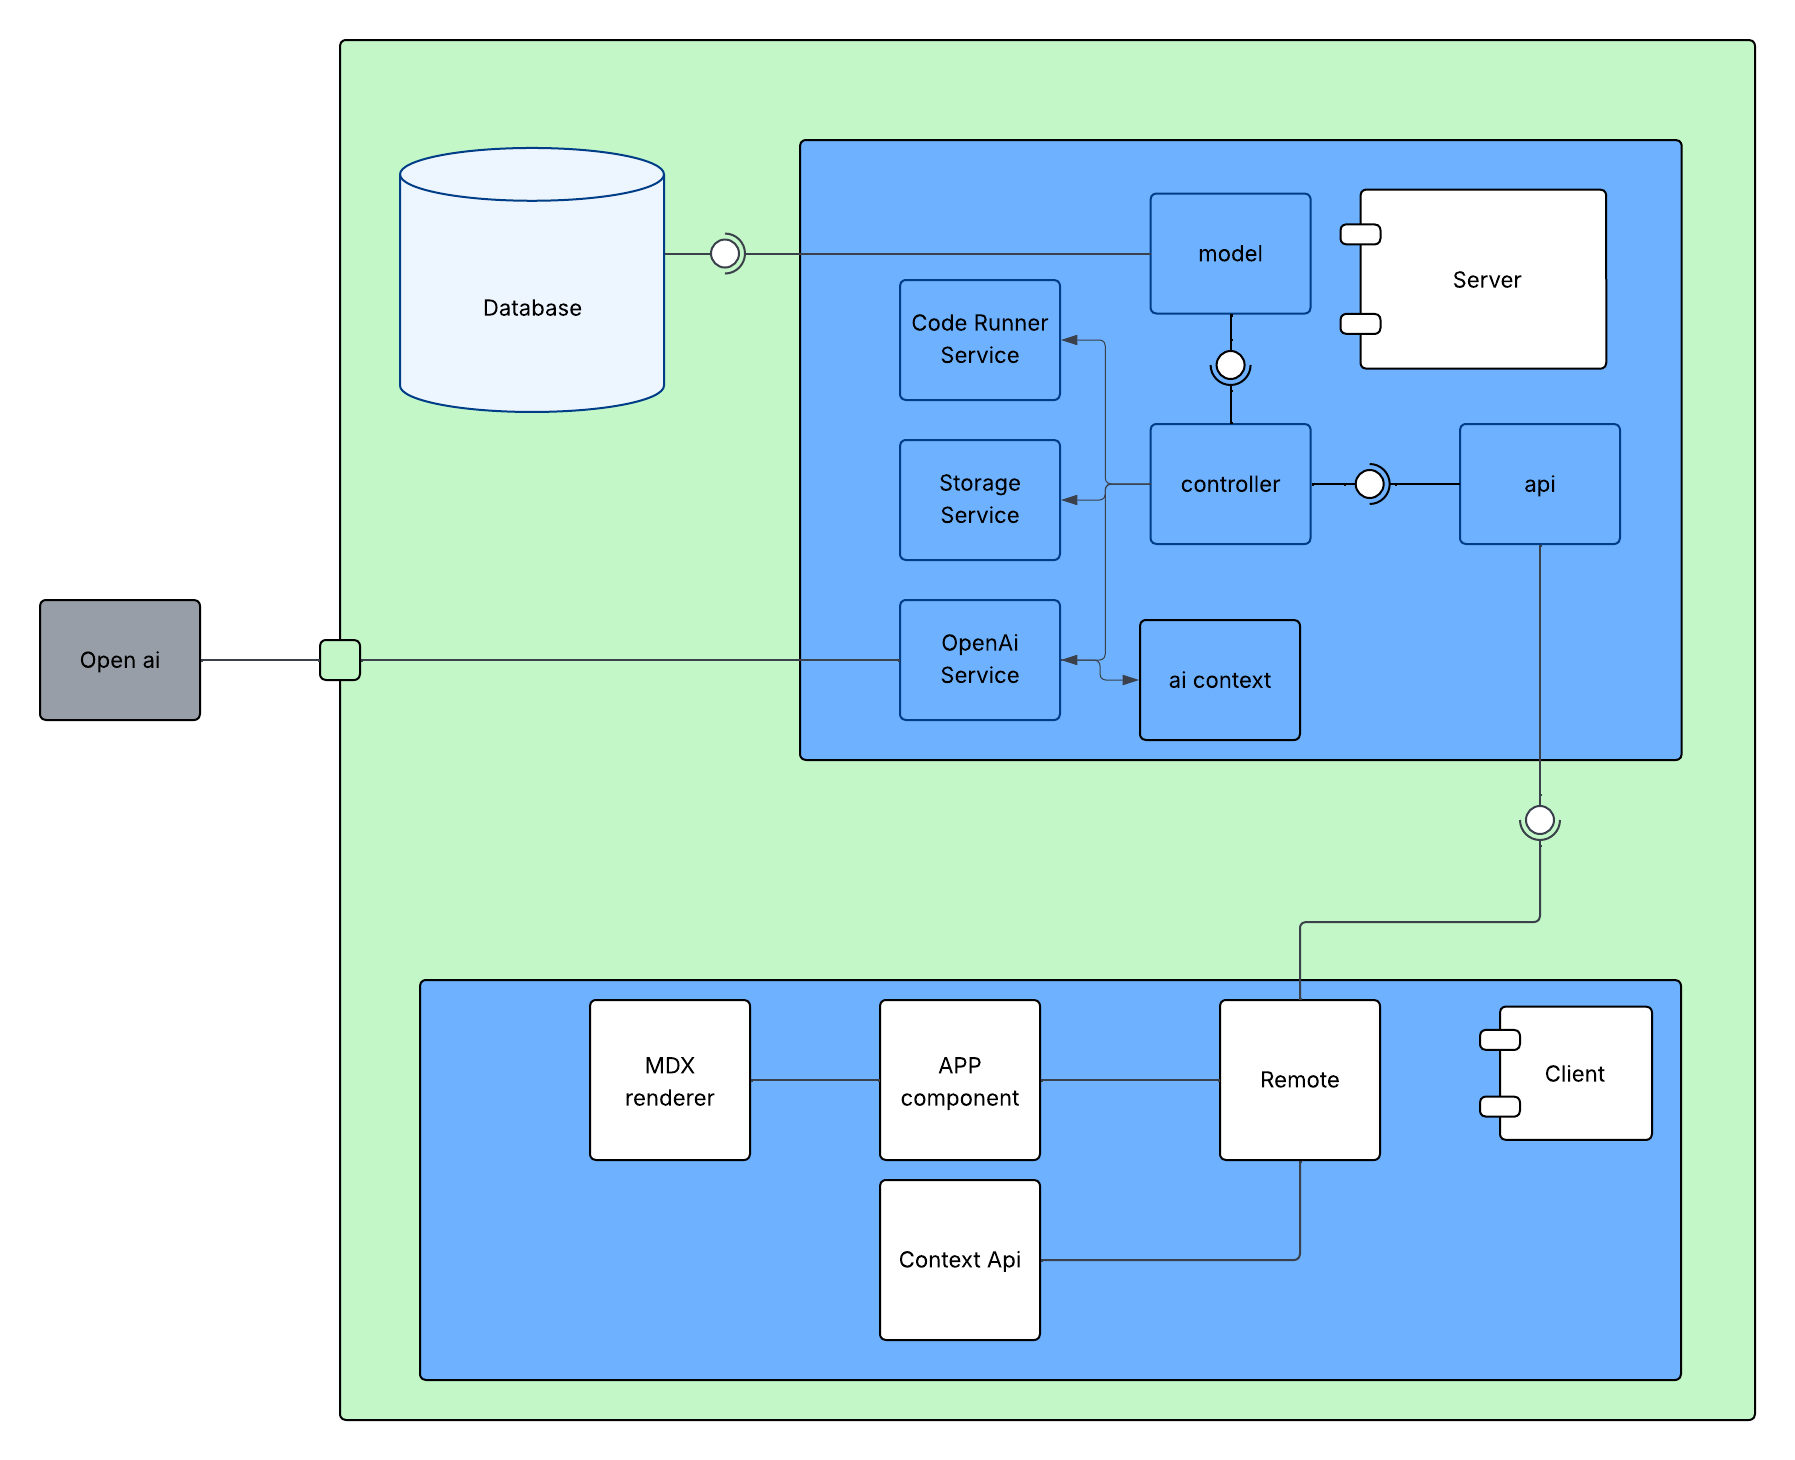 model
Server
Database
Code Runner
Service
Storage
Service
controller
api
Open ai
OpenAi
Service
ai context
MDX
renderer
APP
component
Remote
Client
Context Api